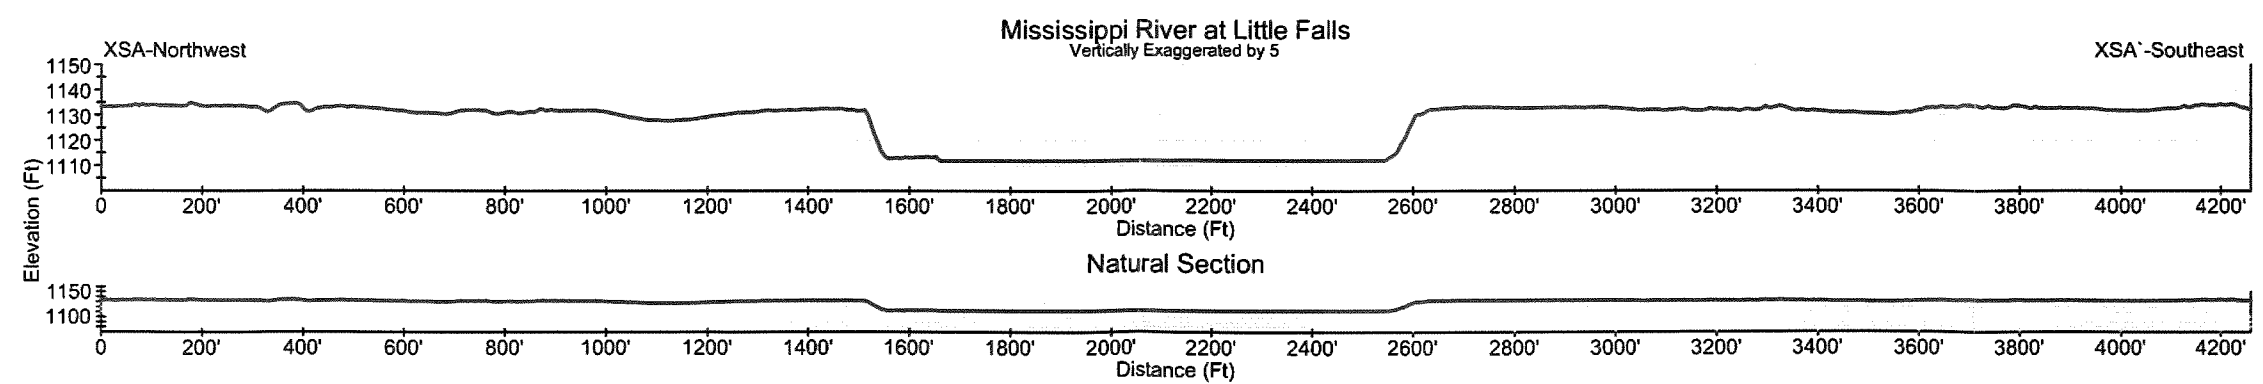 Mississippi River at Little Falls
XSA-Northwest Vertically Exaggerated by 5 XSA`-Southeast
1150
1140
1130
1120
1110
Elevation (Ft)
0 200' 400' 600' 800' 1000' 1200' 1400' 1600' 1800' 2000' 2200' 2400' 2600' 2800' 3000' 3200' 3400' 3600' 3800' 4000' 4200'
Distance (Ft)
Natural Section
1150
1100
0 200' 400' 600' 800' 1000' 1200' 1400' 1600' 1800' 2000' 2200' 2400' 2600' 2800' 3000' 3200' 3400' 3600' 3800' 4000' 4200'
Distance (Ft)